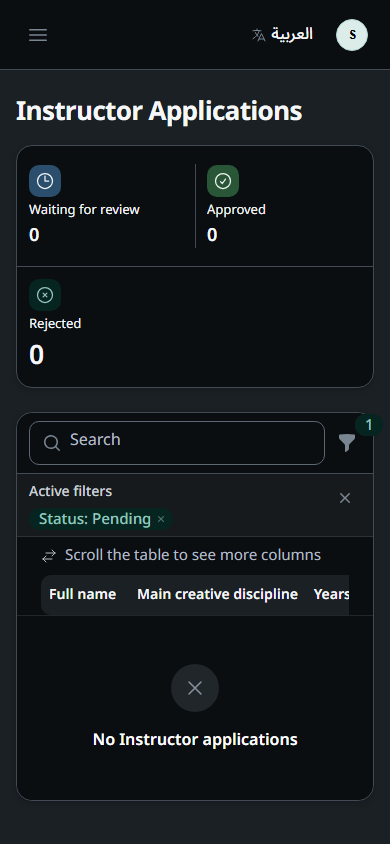 العربية
S
Instructor Applications
Waiting for review
0
Approved
0
Rejected
0
Search
1
Active filters
Status: Pending ×
Scroll the table to see more columns
Full name Main creative discipline Years
No Instructor applications